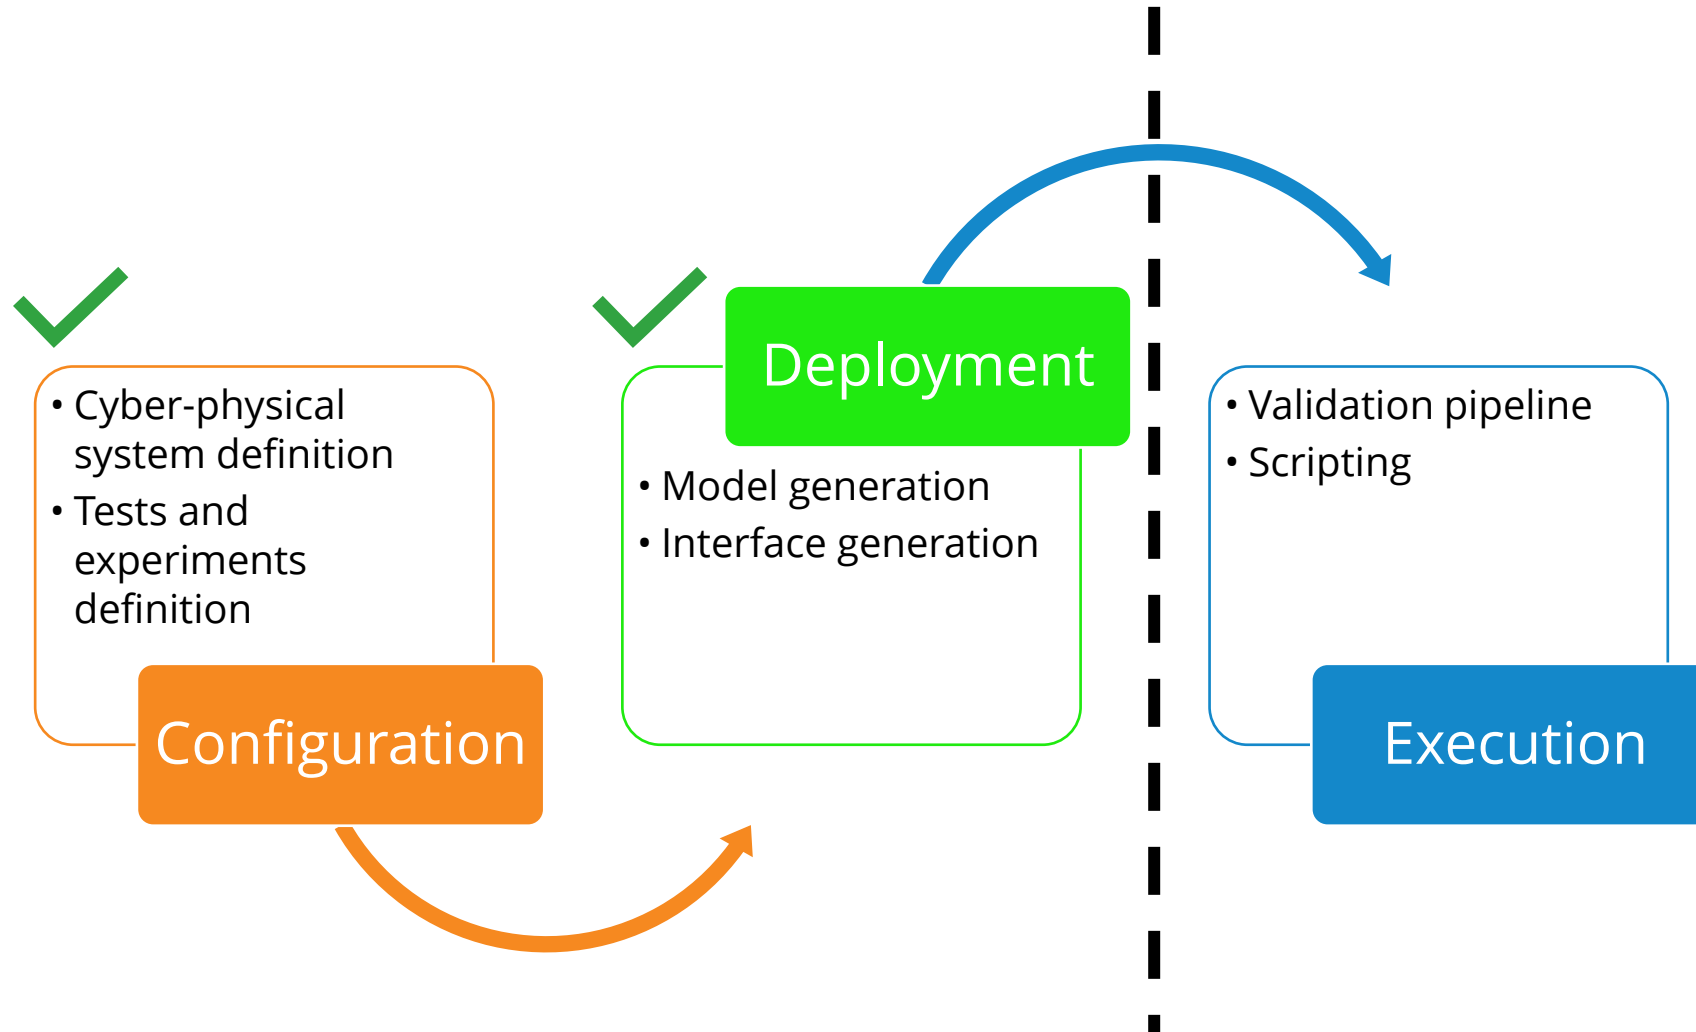 • Cyber-physical
system definition
• Tests and
experiments
definition
Configuration
Deployment
• Model generation
• Interface generation
• Validation pipeline
• Scripting
Execution